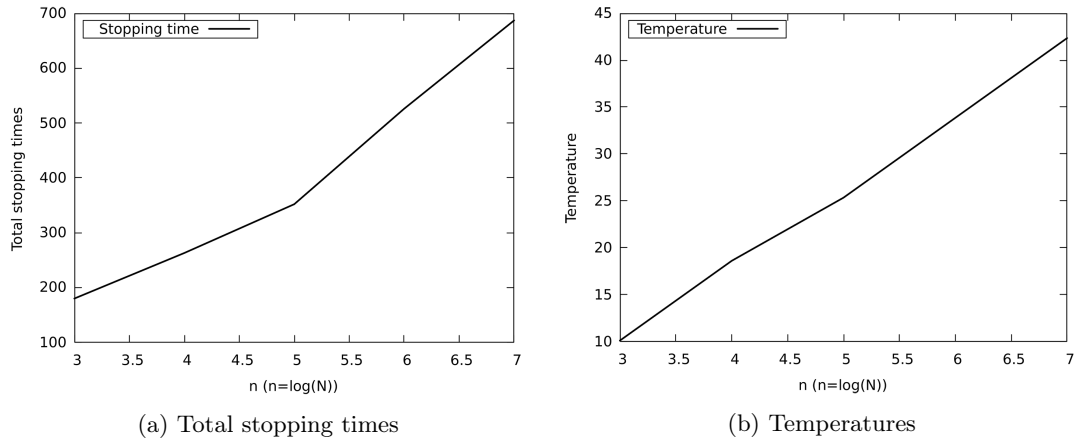 700
600
500
400
300
200
100
Total stopping times
Stopping time
3 3.5 4 4.5 5 5.5 6 6.5 7
n (n=log(N))
(a) Total stopping times
45
40
35
30
25
20
15
10
Temperature
Temperature
3 3.5 4 4.5 5 5.5 6 6.5 7
n (n=log(N))
(b) Temperatures